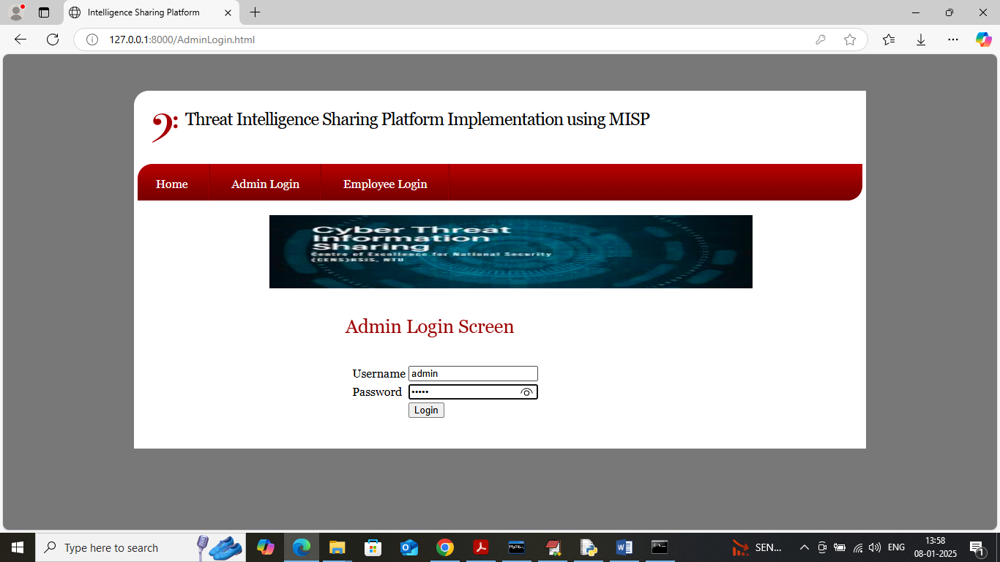 Intelligence Sharing Platform
127.0.0.1:8000/AdminLogin.html
Threat Intelligence Sharing Platform Implementation using MISP
Home
Admin Login
Employee Login
Cyber Threat
Information
Sharing
Centre of Excellence for National Security
(CENS)RSIS, NTU
Admin Login Screen
Username admin
Password •••••
Login
Type here to search
SEN...
ENG
13:58
08-01-2025
1